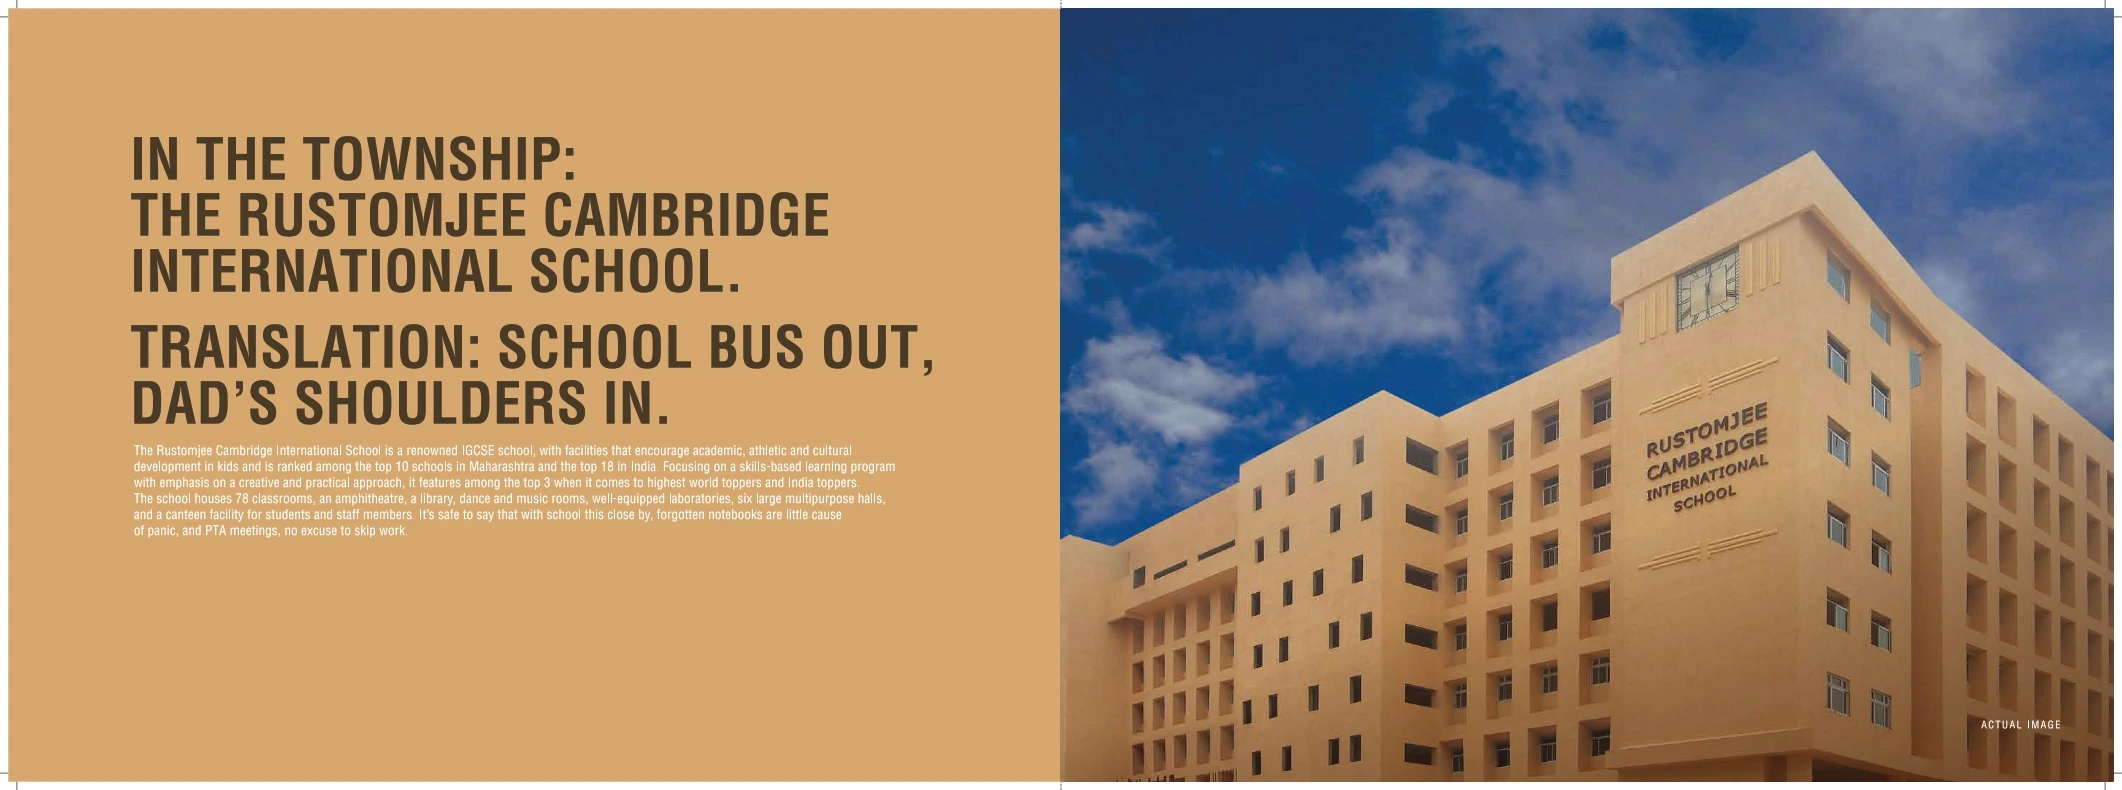 IN THE TOWNSHIP:
THE RUSTOMJEE CAMBRIDGE
INTERNATIONAL SCHOOL.
TRANSLATION: SCHOOL BUS OUT,
DAD'S SHOULDERS IN.
The Rustomjee Cambridge International School is a renowned IGCSE school, with facilities that encourage academic, athletic and cultural
development in kids and is ranked among the top 10 schools in Maharashtra and the top 18 in India. Focusing on a skills-based learning program
with emphasis on a creative and practical approach, it features among the top 3 when it comes to highest world toppers and India toppers.
The school houses 78 classrooms, an amphitheatre, a library, dance and music rooms, well-equipped laboratories, six large multipurpose halls,
and a canteen facility for students and staff members. It's safe to say that with school this close by, forgotten notebooks are little cause
of panic, and PTA meetings, no excuse to skip work.
RUSTOMJEE
CAMBRIDGE
INTERNATIONAL
SCHOOL
ACTUAL IMAGE